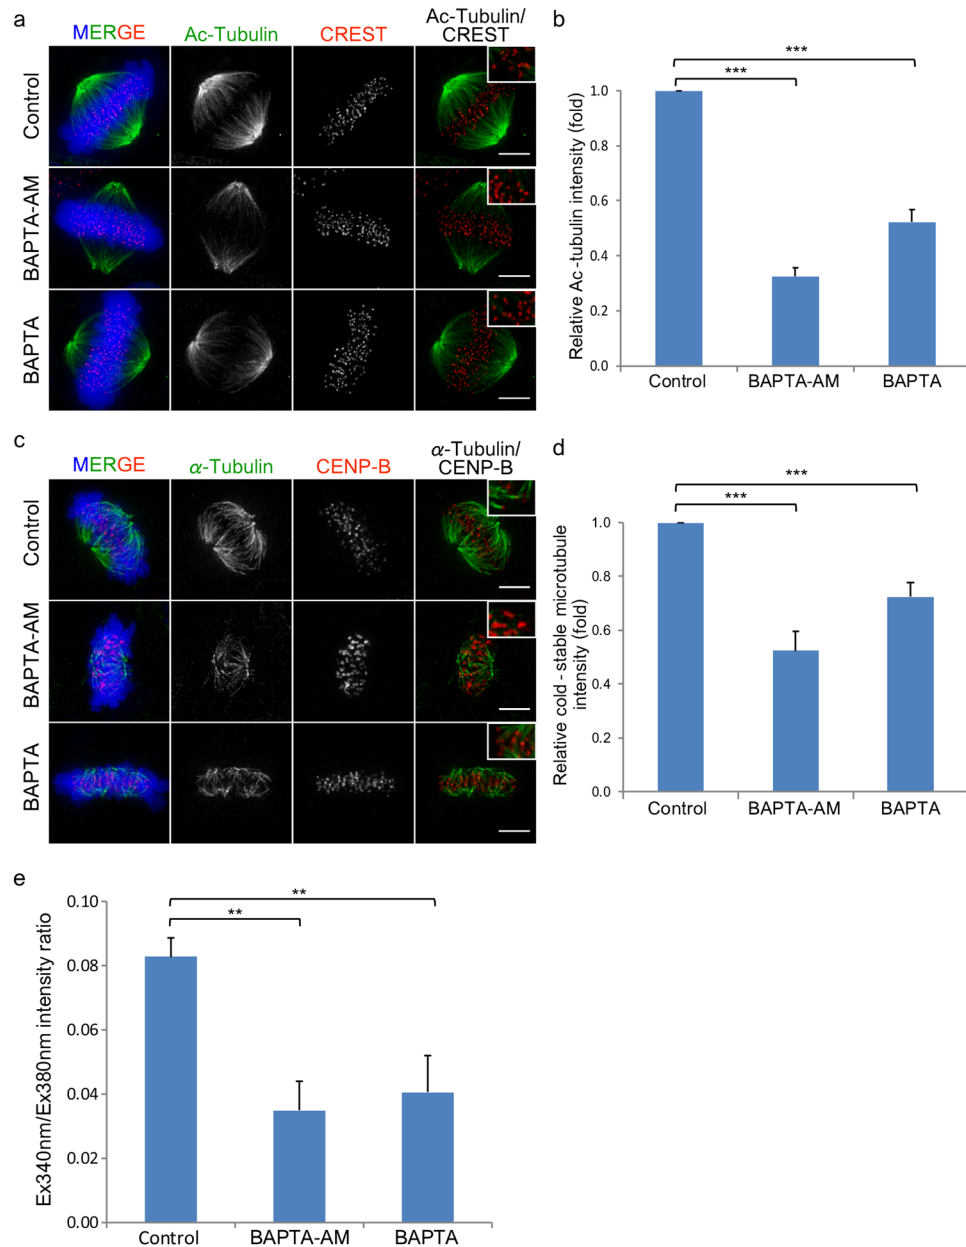 a
MERGE Ac-Tubulin CREST Ac-Tubulin/
CREST
Control
BAPTA-AM
BAPTA
b
***
***
Relative Ac-tubulin intensity (fold)
1.0
0.8
0.6
0.4
0.2
0.0
Control BAPTA-AM BAPTA
c
MERGE α-Tubulin CENP-B α-Tubulin/
CENP-B
Control
BAPTA-AM
BAPTA
d
***
***
Relative cold - stable microtubule
intensity (fold)
1.0
0.8
0.6
0.4
0.2
0.0
Control BAPTA-AM BAPTA
e
**
**
Ex340nm/Ex380nm intensity ratio
0.10
0.08
0.06
0.04
0.02
0.00
Control BAPTA-AM BAPTA